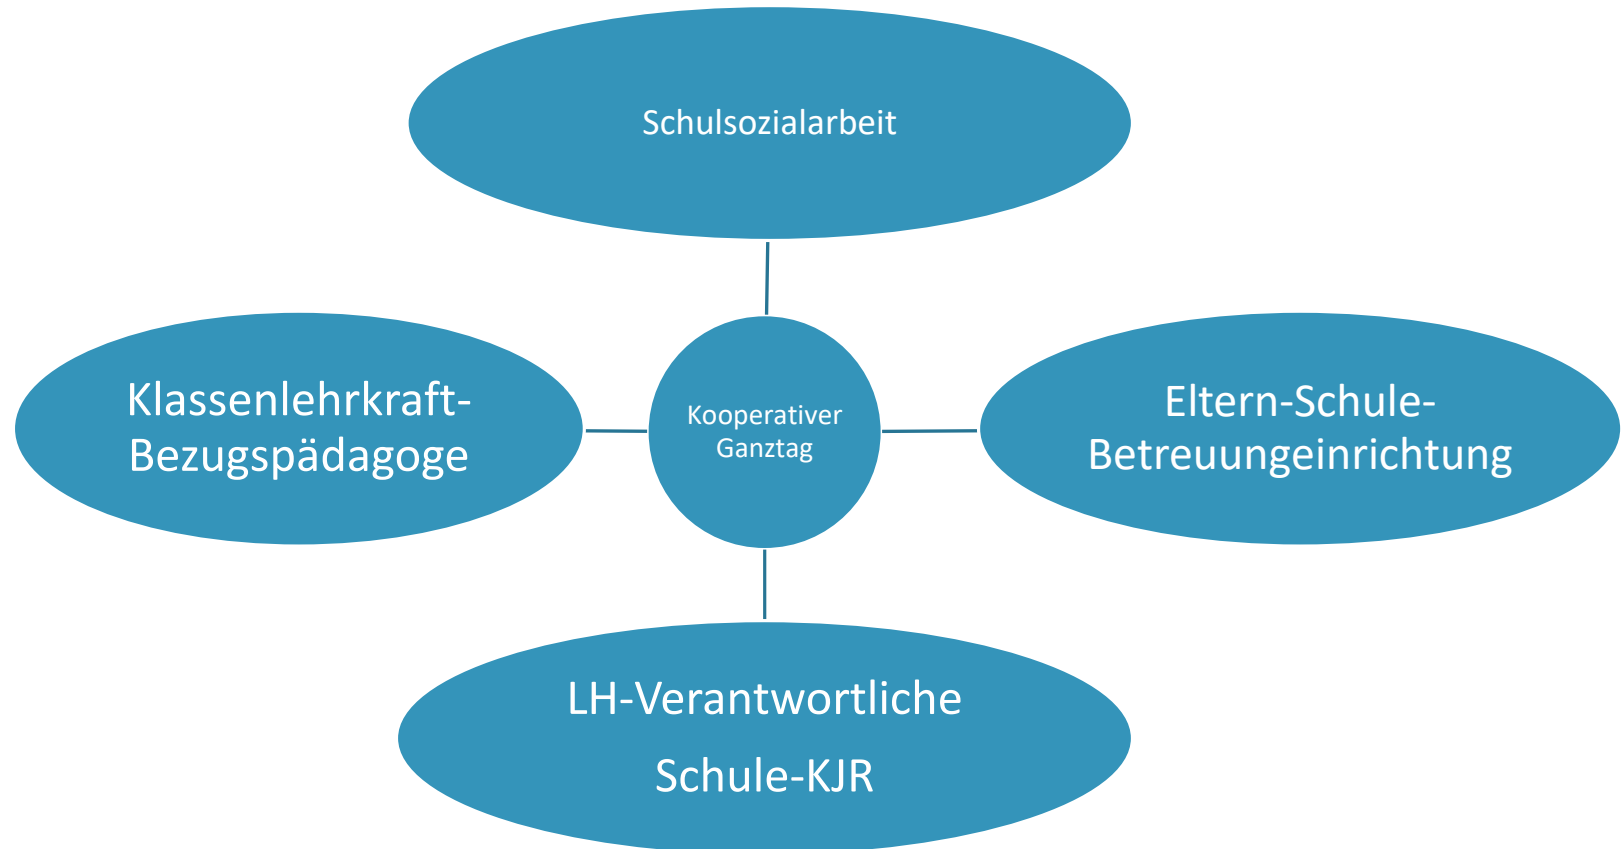 Schulsozialarbeit
Klassenlehrkraft-
Bezugspädagoge
Kooperativer
Ganztag
Eltern-Schule-
Betreuungeinrichtung
LH-Verantwortliche
Schule-KJR